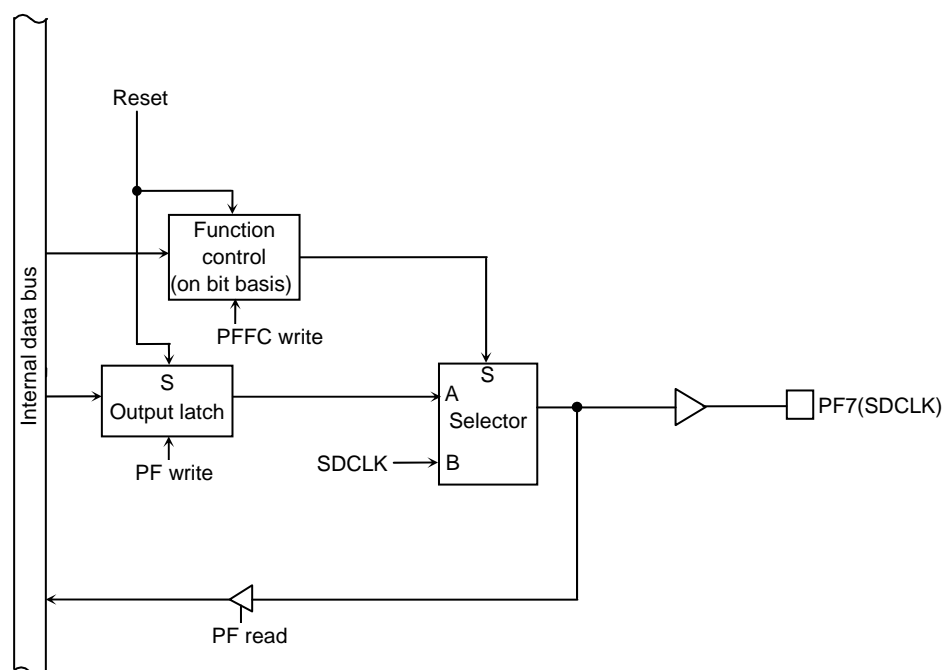 Reset
Function
control
(on bit basis)
PFFC write
Internal data bus
S
Output latch
PF write
S
A
Selector
SDCLK
B
PF7(SDCLK)
PF read